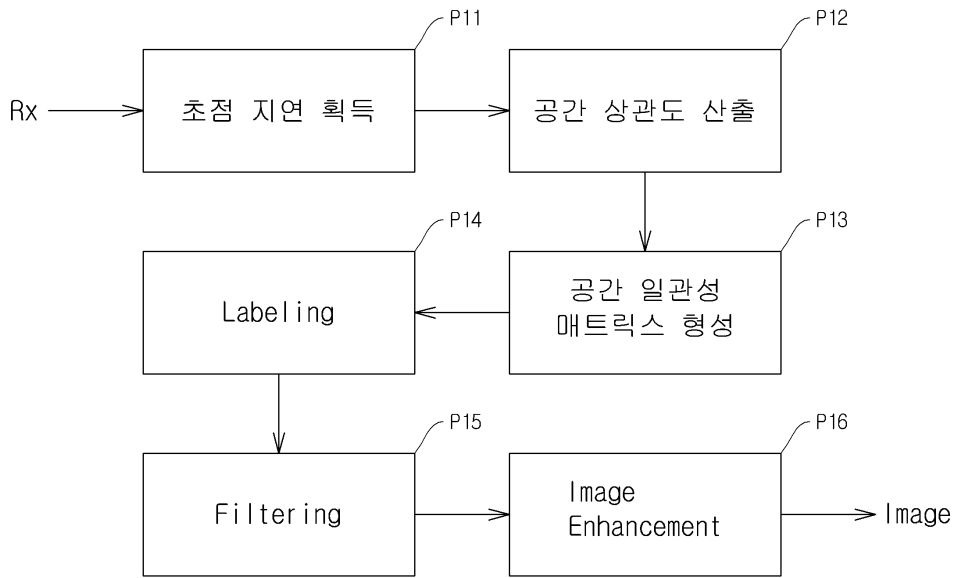 P11
P12
Rx
초점 지연 획득
공간 상관도 산출
P14
P13
Labeling
공간 일관성
매트릭스 형성
P15
P16
Filtering
Image
Enhancement
Image